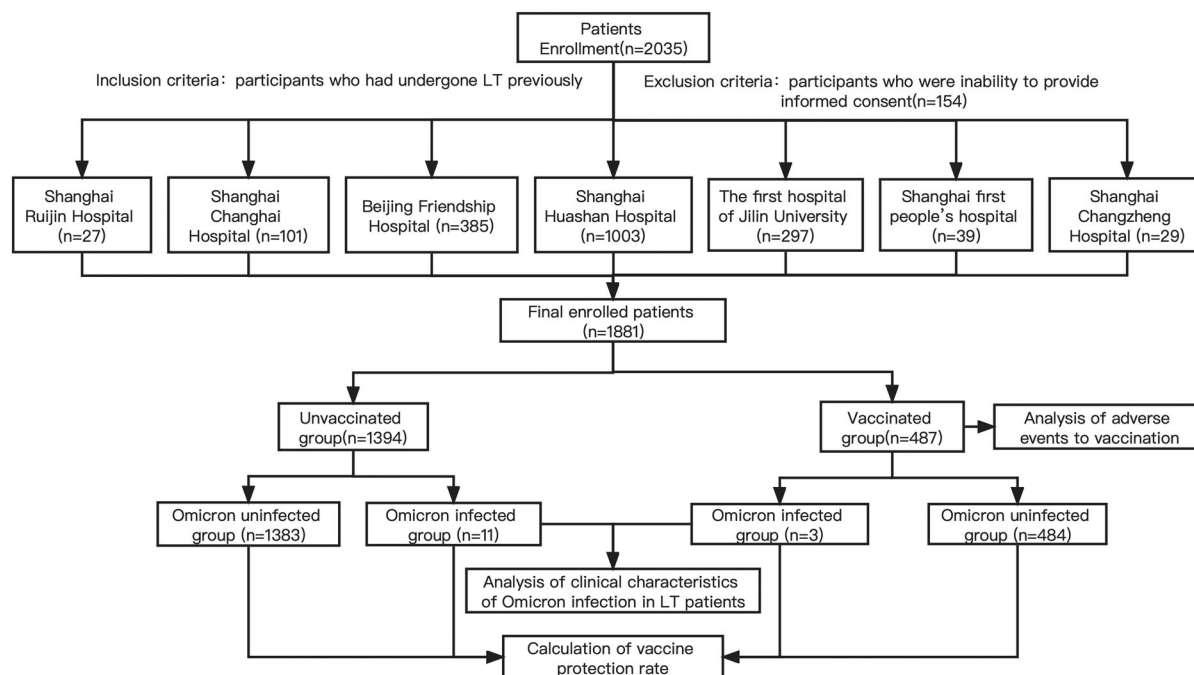 Patients
Enrollment(n=2035)
Inclusion criteria: participants who had undergone LT previously
Exclusion criteria: participants who were inability to provide
informed consent(n=154)
Shanghai
Ruijin Hospital
(n=27)
Shanghai
Changhai
Hospital (n=101)
Beijing Friendship
Hospital (n=385)
Shanghai
Huashan Hospital
(n=1003)
The first hospital
of Jilin University
(n=297)
Shanghai first
people's hospital
(n=39)
Shanghai
Changzheng
Hospital (n=29)
Final enrolled patients
(n=1881)
Unvaccinated
group(n=1394)
Vaccinated
group(n=487)
Analysis of adverse
events to vaccination
Omicron uninfected
group (n=1383)
Omicron infected
group (n=11)
Omicron infected
group (n=3)
Omicron uninfected
group (n=484)
Analysis of clinical characteristics
of Omicron infection in LT patients
Calculation of vaccine
protection rate